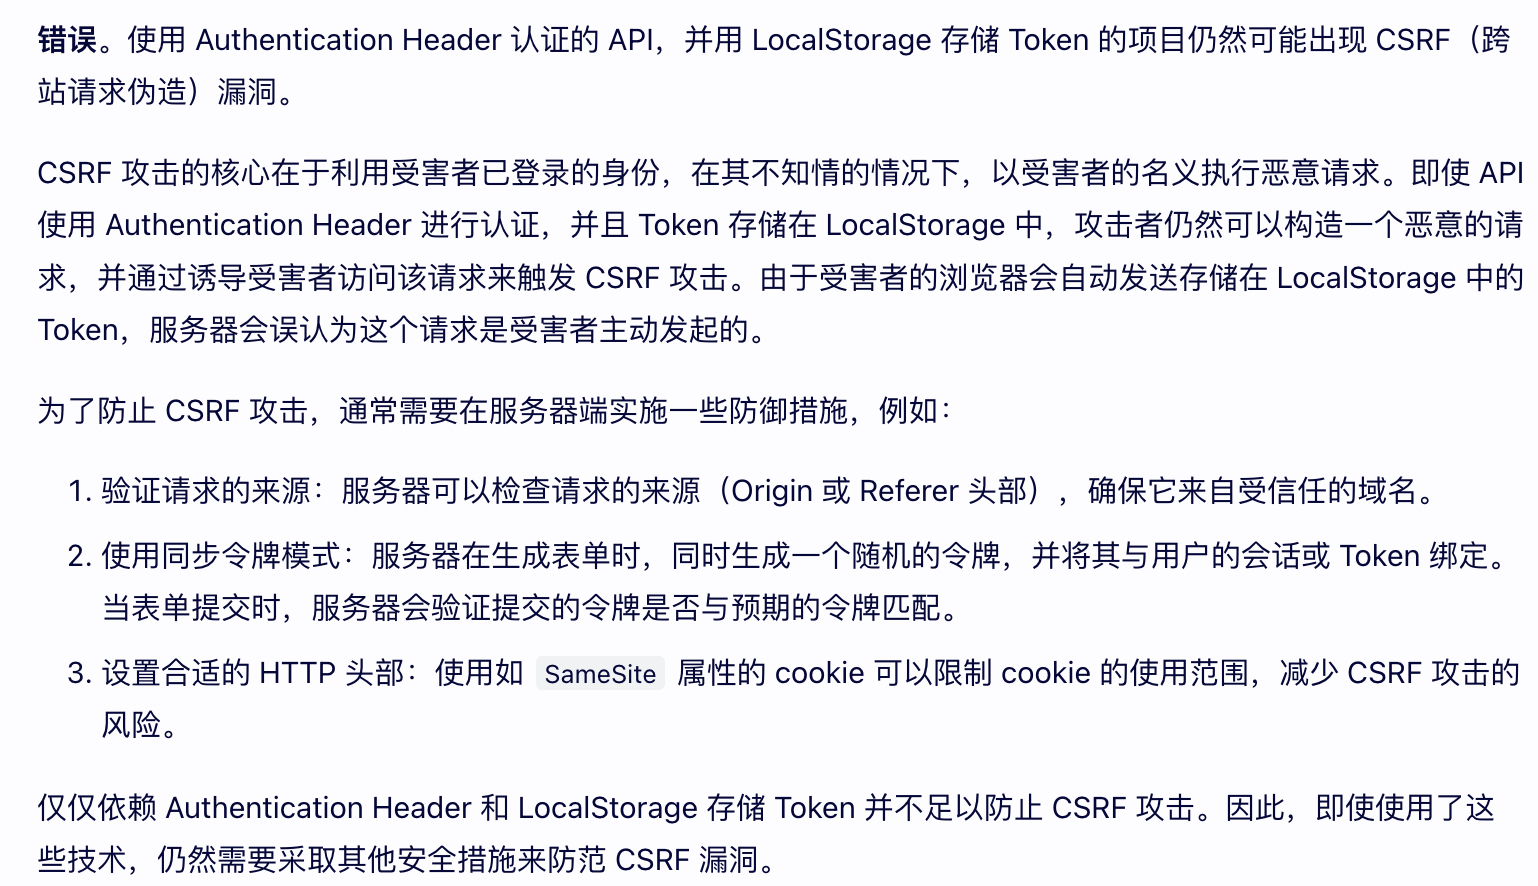 错误。使用 Authentication Header 认证的 API，并用 LocalStorage 存储 Token 的项目仍然可能出现 CSRF（跨
站请求伪造）漏洞。
CSRF 攻击的核心在于利用受害者已登录的身份，在其不知情的情况下，以受害者的名义执行恶意请求。即使 API
使用 Authentication Header 进行认证，并且 Token 存储在 LocalStorage 中，攻击者仍然可以构造一个恶意的请
求，并通过诱导受害者访问该请求来触发 CSRF 攻击。由于受害者的浏览器会自动发送存储在 LocalStorage 中的
Token，服务器会误认为这个请求是受害者主动发起的。
为了防止 CSRF 攻击，通常需要在服务器端实施一些防御措施，例如：
1. 验证请求的来源：服务器可以检查请求的来源（Origin 或 Referer 头部），确保它来自受信任的域名。
2. 使用同步令牌模式：服务器在生成表单时，同时生成一个随机的令牌，并将其与用户的会话或 Token 绑定。
当表单提交时，服务器会验证提交的令牌是否与预期的令牌匹配。
3. 设置合适的 HTTP 头部：使用如 SameSite 属性的 cookie 可以限制 cookie 的使用范围，减少 CSRF 攻击的
风险。
仅仅依赖 Authentication Header 和 LocalStorage 存储 Token 并不足以防止 CSRF 攻击。因此，即使使用了这
些技术，仍然需要采取其他安全措施来防范 CSRF 漏洞。